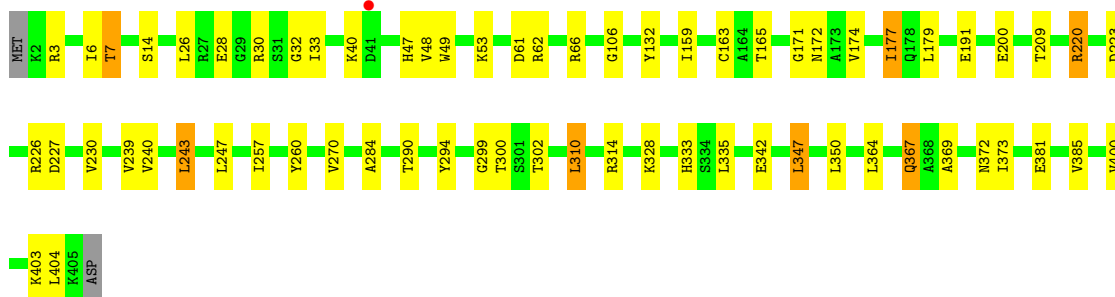 MET K2 R3 I6 T7 S14 L26 R27 E28 G29 R30 S31 G32 I33 K40 D41 H47 V48 W49 K53 D61 R62 R66 G106 Y132 I159 C163 A164 T165 G171 N172 A173 V174 I177 Q178 L179 E191 E200 T209 R220
R226 D227 V230 V239 V240 L243 L247 I257 Y260 V270 A284 T290 Y294 G299 T300 S301 T302 L310 R314 K328 H333 S334 L335 E342 L347 L350 L364 Q367 A368 A369 N372 I373 E381 V385
K403 L404 K405 ASP